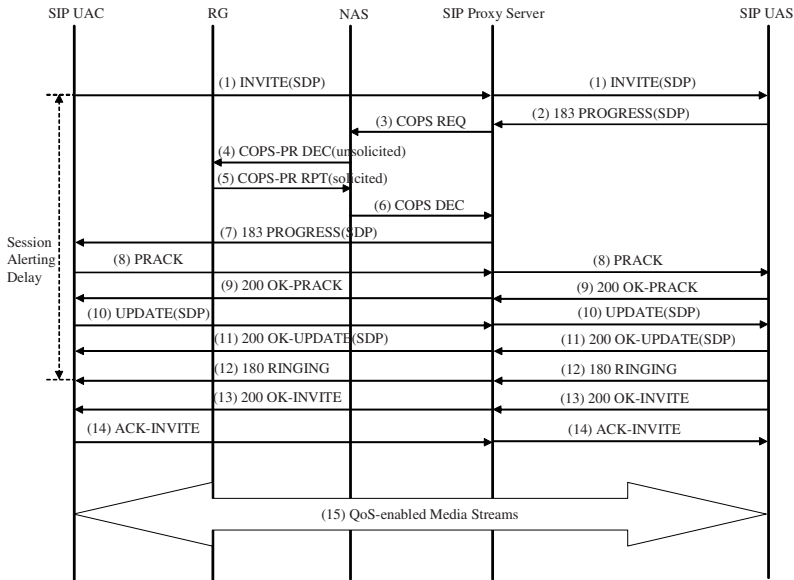 SIP UAC RG NAS SIP Proxy Server SIP UAS
(1) INVITE(SDP) (1) INVITE(SDP)
(2) 183 PROGRESS(SDP)
(3) COPS REQ
(4) COPS-PR DEC(unsolicited)
(5) COPS-PR RPT(solicited)
(6) COPS DEC
(7) 183 PROGRESS(SDP)
Session
Alerting
Delay
(8) PRACK (8) PRACK
(9) 200 OK-PRACK (9) 200 OK-PRACK
(10) UPDATE(SDP) (10) UPDATE(SDP)
(11) 200 OK-UPDATE(SDP) (11) 200 OK-UPDATE(SDP)
(12) 180 RINGING (12) 180 RINGING
(13) 200 OK-INVITE (13) 200 OK-INVITE
(14) ACK-INVITE (14) ACK-INVITE
(15) QoS-enabled Media Streams